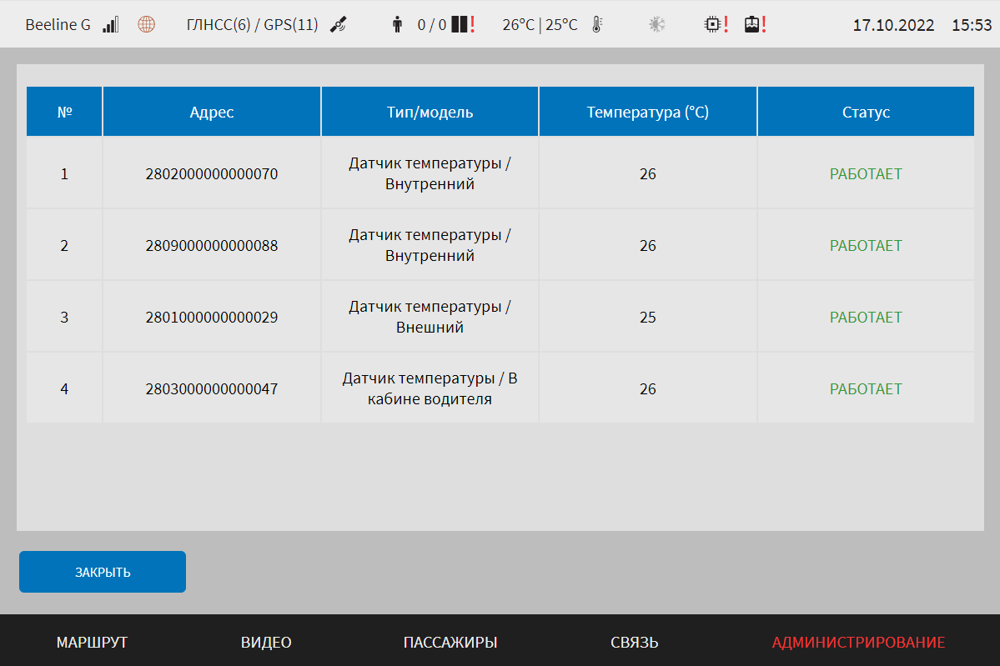 Beeline G ГЛНСС(6) / GPS(11) 0 / 0 ! 26°C | 25°C ! ! 17.10.2022 15:53
№ Адрес Тип/модель Температура (°C) Статус
1 2802000000000070 Датчик температуры / Внутренний 26 РАБОТАЕТ
2 2809000000000088 Датчик температуры / Внутренний 26 РАБОТАЕТ
3 2801000000000029 Датчик температуры / Внешний 25 РАБОТАЕТ
4 2803000000000047 Датчик температуры / В кабине водителя 26 РАБОТАЕТ
ЗАКРЫТЬ
МАРШРУТ ВИДЕО ПАССАЖИРЫ СВЯЗЬ АДМИНИСТРИРОВАНИЕ